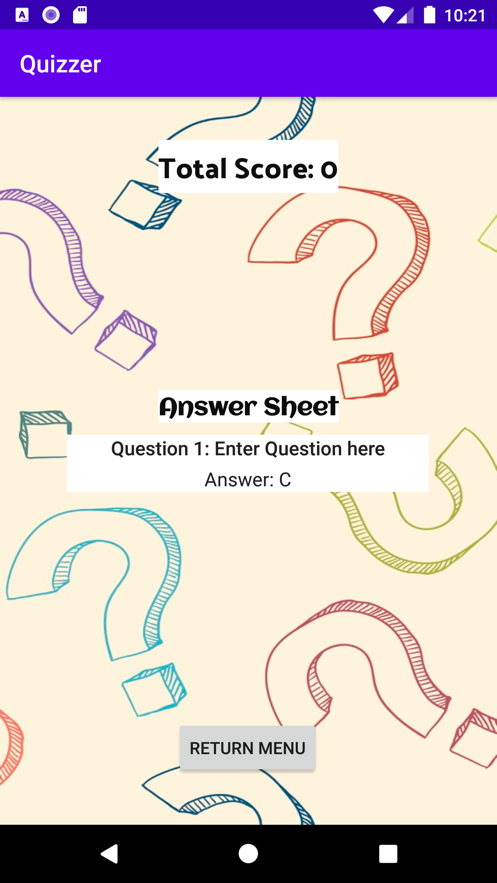 10:21
Quizzer
Total Score: 0
Answer Sheet
Question 1: Enter Question here
Answer: C
RETURN MENU